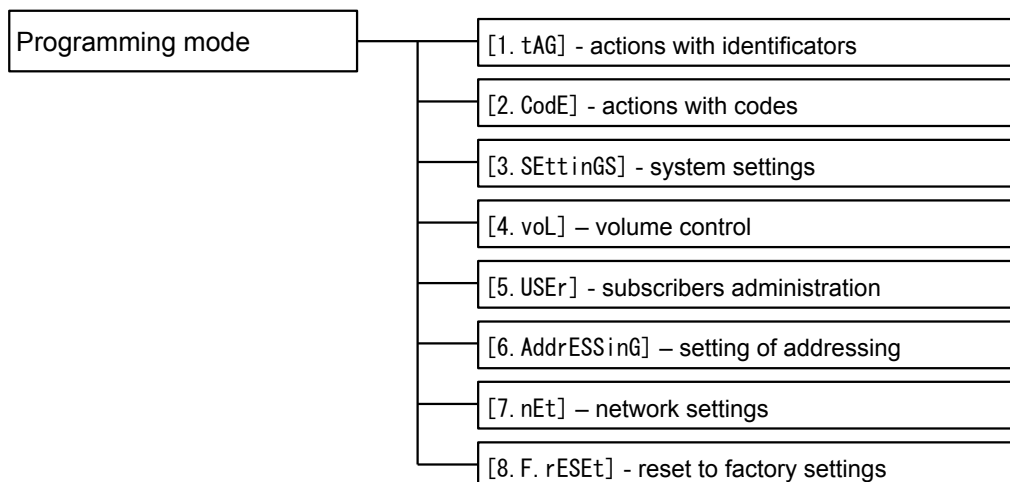 Programming mode
[1. tAG] - actions with identificators
[2. CodE] - actions with codes
[3. SEttinGS] - system settings
[4. voL] – volume control
[5. USEr] - subscribers administration
[6. AddrESSinG] – setting of addressing
[7. nEt] – network settings
[8. F. rESEt] - reset to factory settings